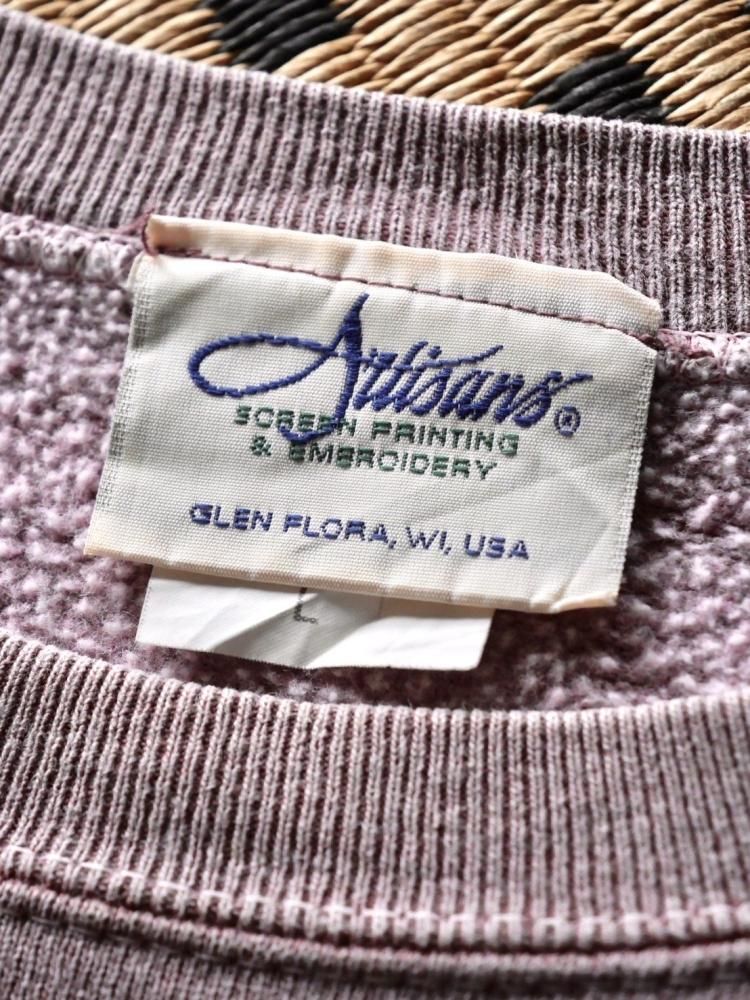 Artisans®
SCREEN PRINTING
& EMBROIDERY
GLEN FLORA, WI, USA
L